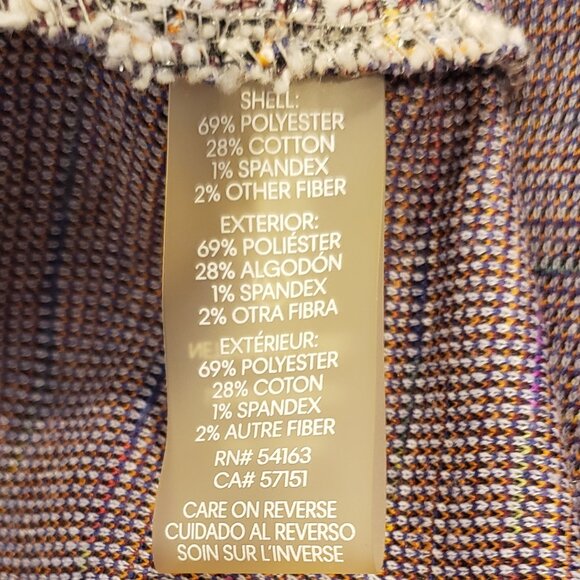 SHELL:
69% POLYESTER
28% COTTON
1% SPANDEX
2% OTHER FIBER
EXTERIOR:
69% POLIÉSTER
28% ALGODÓN
1% SPANDEX
2% OTRA FIBRA
EXTÉRIEUR:
69% POLYESTER
28% COTON
1% SPANDEX
2% AUTRE FIBER
RN# 54163
CA# 57151
CARE ON REVERSE
CUIDADO AL REVERSO
SOIN SUR L'INVERSE